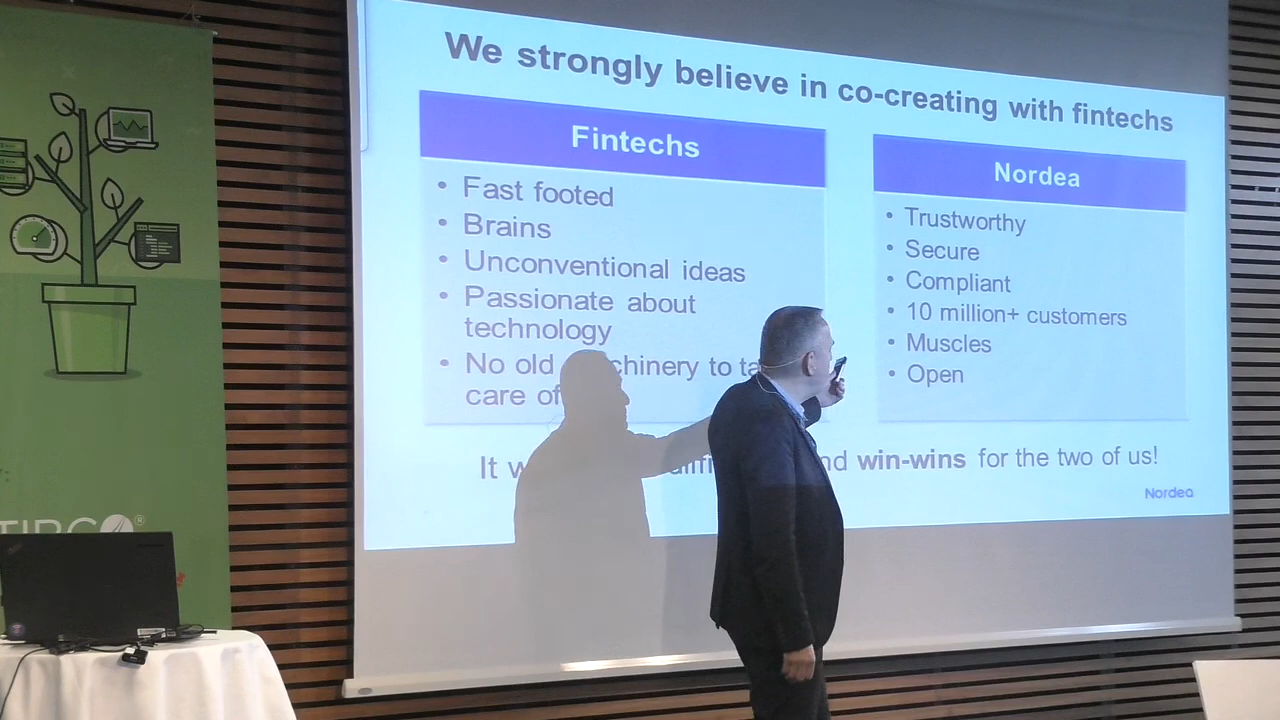 We strongly believe in co-creating with fintechs
Fintechs
• Fast footed
• Brains
• Unconventional ideas
• Passionate about
technology
• No old to
care of
Nordea
• Trustworthy
• Secure
• Compliant
• 10 million+ customers
• Muscles
• Open
It win-wins for the two of us!
Nordea
TIBCO®